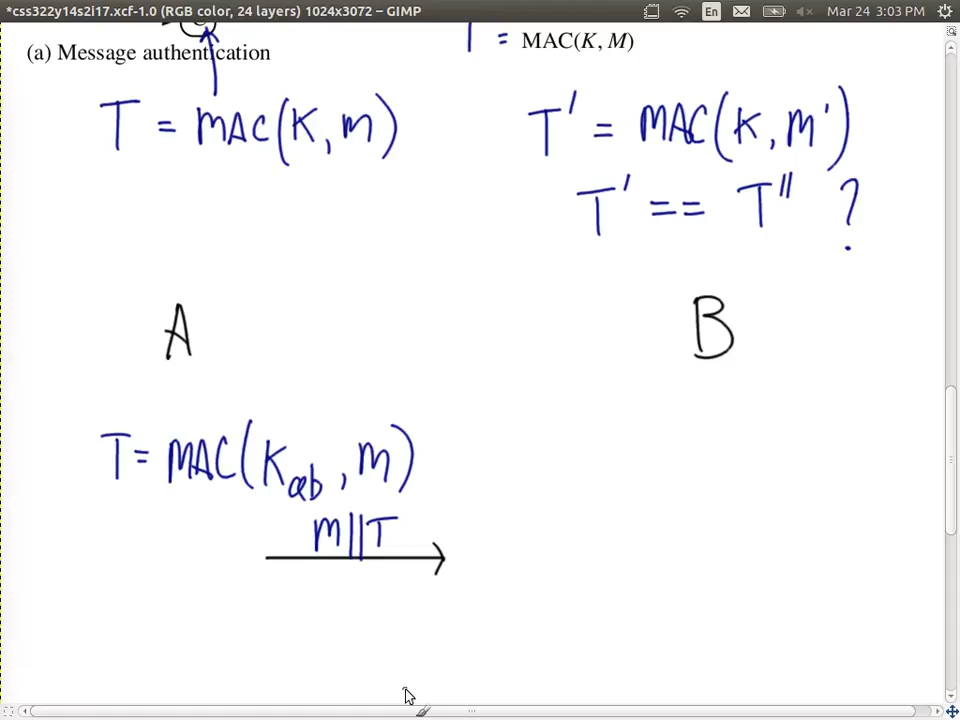 *css322y14s2i17.xcf-1.0 (RGB color, 24 layers) 1024x3072 – GIMP
En
Mar 24 3:03 PM
(a) Message authentication
= MAC(K, M)
T = MAC(K, M)
T' = MAC(K, M')
T' == T'' ?
A
B
T = MAC(Kab, M)
M||T